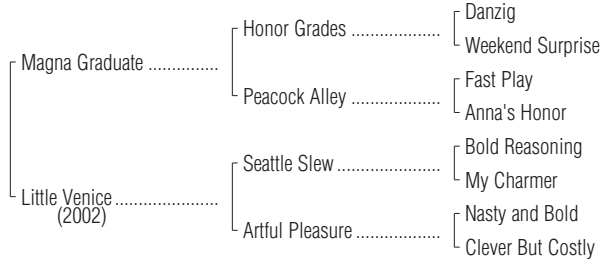 Magna Graduate ...............
Honor Grades ...................
Danzig
Weekend Surprise
Peacock Alley ...................
Fast Play
Anna's Honor
Little Venice ......................
(2002)
Seattle Slew ......................
Bold Reasoning
My Charmer
Artful Pleasure ..................
Nasty and Bold
Clever But Costly